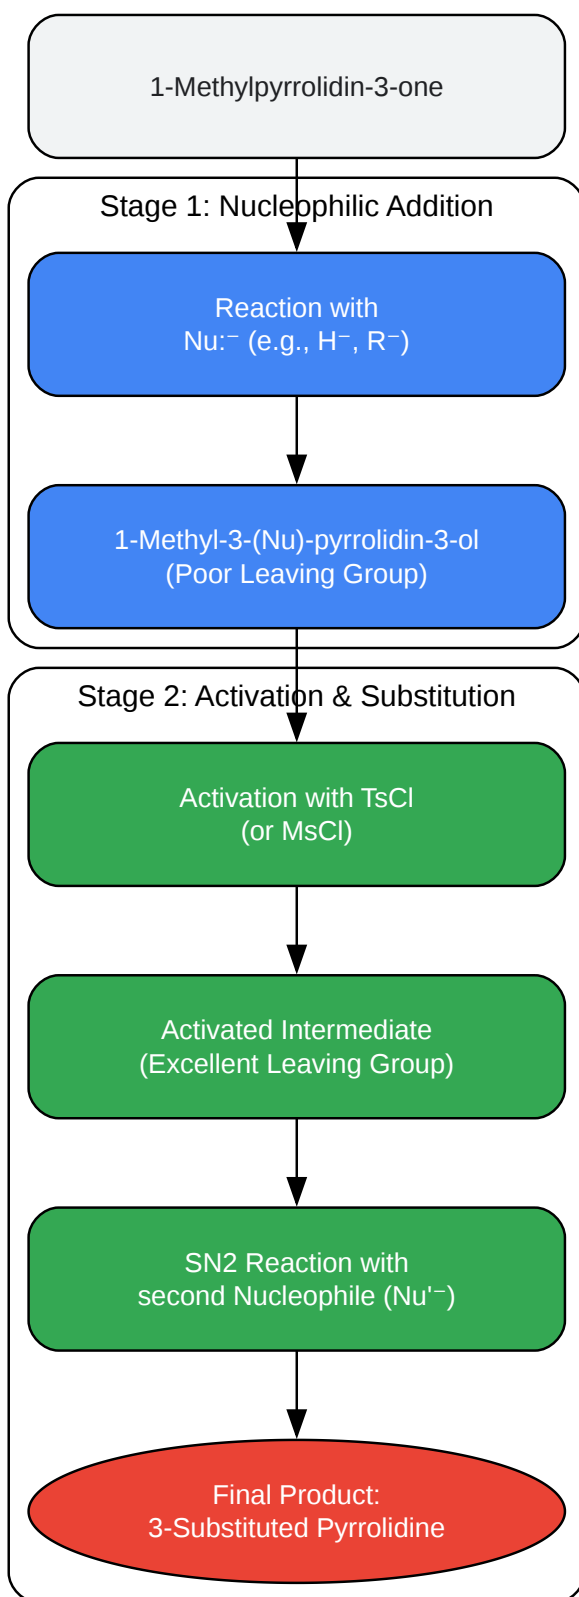 1-Methylpyrrolidin-3-one
Stage 1: Nucleophilic Addition
Reaction with
Nu:⁻ (e.g., H⁻, R⁻)
1-Methyl-3-(Nu)-pyrrolidin-3-ol
(Poor Leaving Group)
Stage 2: Activation & Substitution
Activation with TsCl
(or MsCl)
Activated Intermediate
(Excellent Leaving Group)
SN2 Reaction with
second Nucleophile (Nu'⁻)
Final Product:
3-Substituted Pyrrolidine